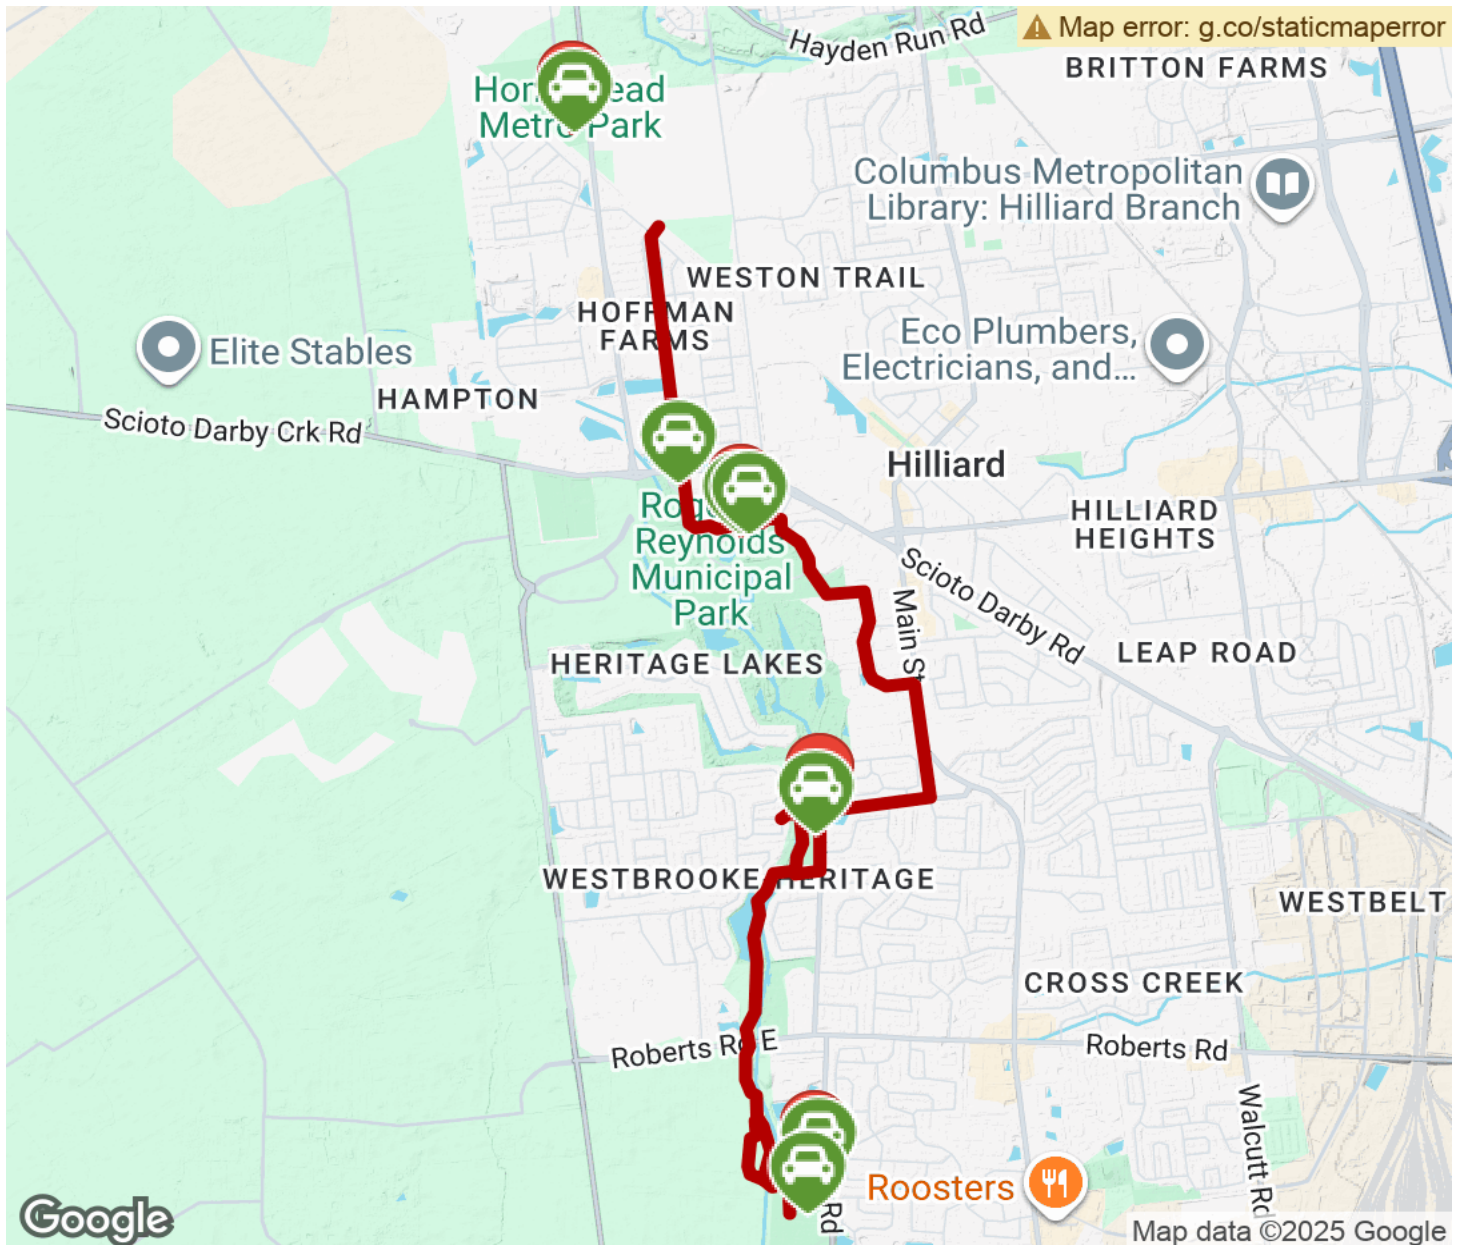 Map error: g.co/staticmaperror
Hayden Run Rd
BRITTON FARMS
Metro Park
Columbus Metropolitan
Library: Hilliard Branch
WESTON TRAIL
HOFFMAN
FARMS
Elite Stables
Eco Plumbers,
Electricians, and...
HAMPTON
Scioto Darby Crk Rd
Hilliard
HILLIARD
HEIGHTS
Reynolds
Municipal
Park
Scioto Darby Rd
Main St
HERITAGE LAKES
LEAP ROAD
WESTBROOKE HERITAGE
WESTBELT
CROSS CREEK
Roberts Rd E
Roberts Rd
Walcutt Rd
Roosters
Rd
Google
Map data ©2025 Google